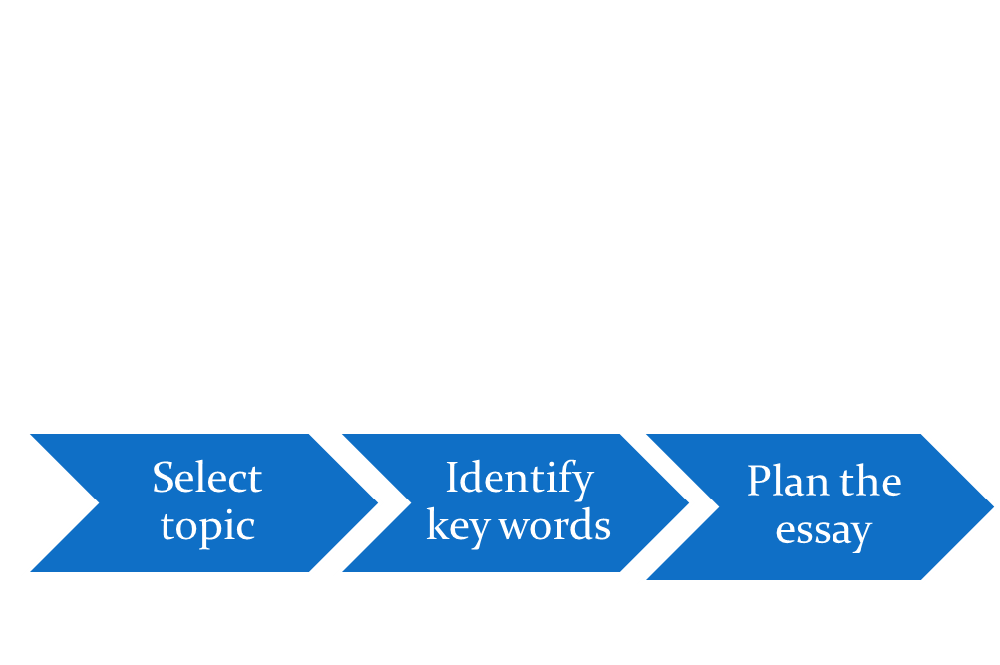 Select
topic
Identify
key words
Plan the
essay